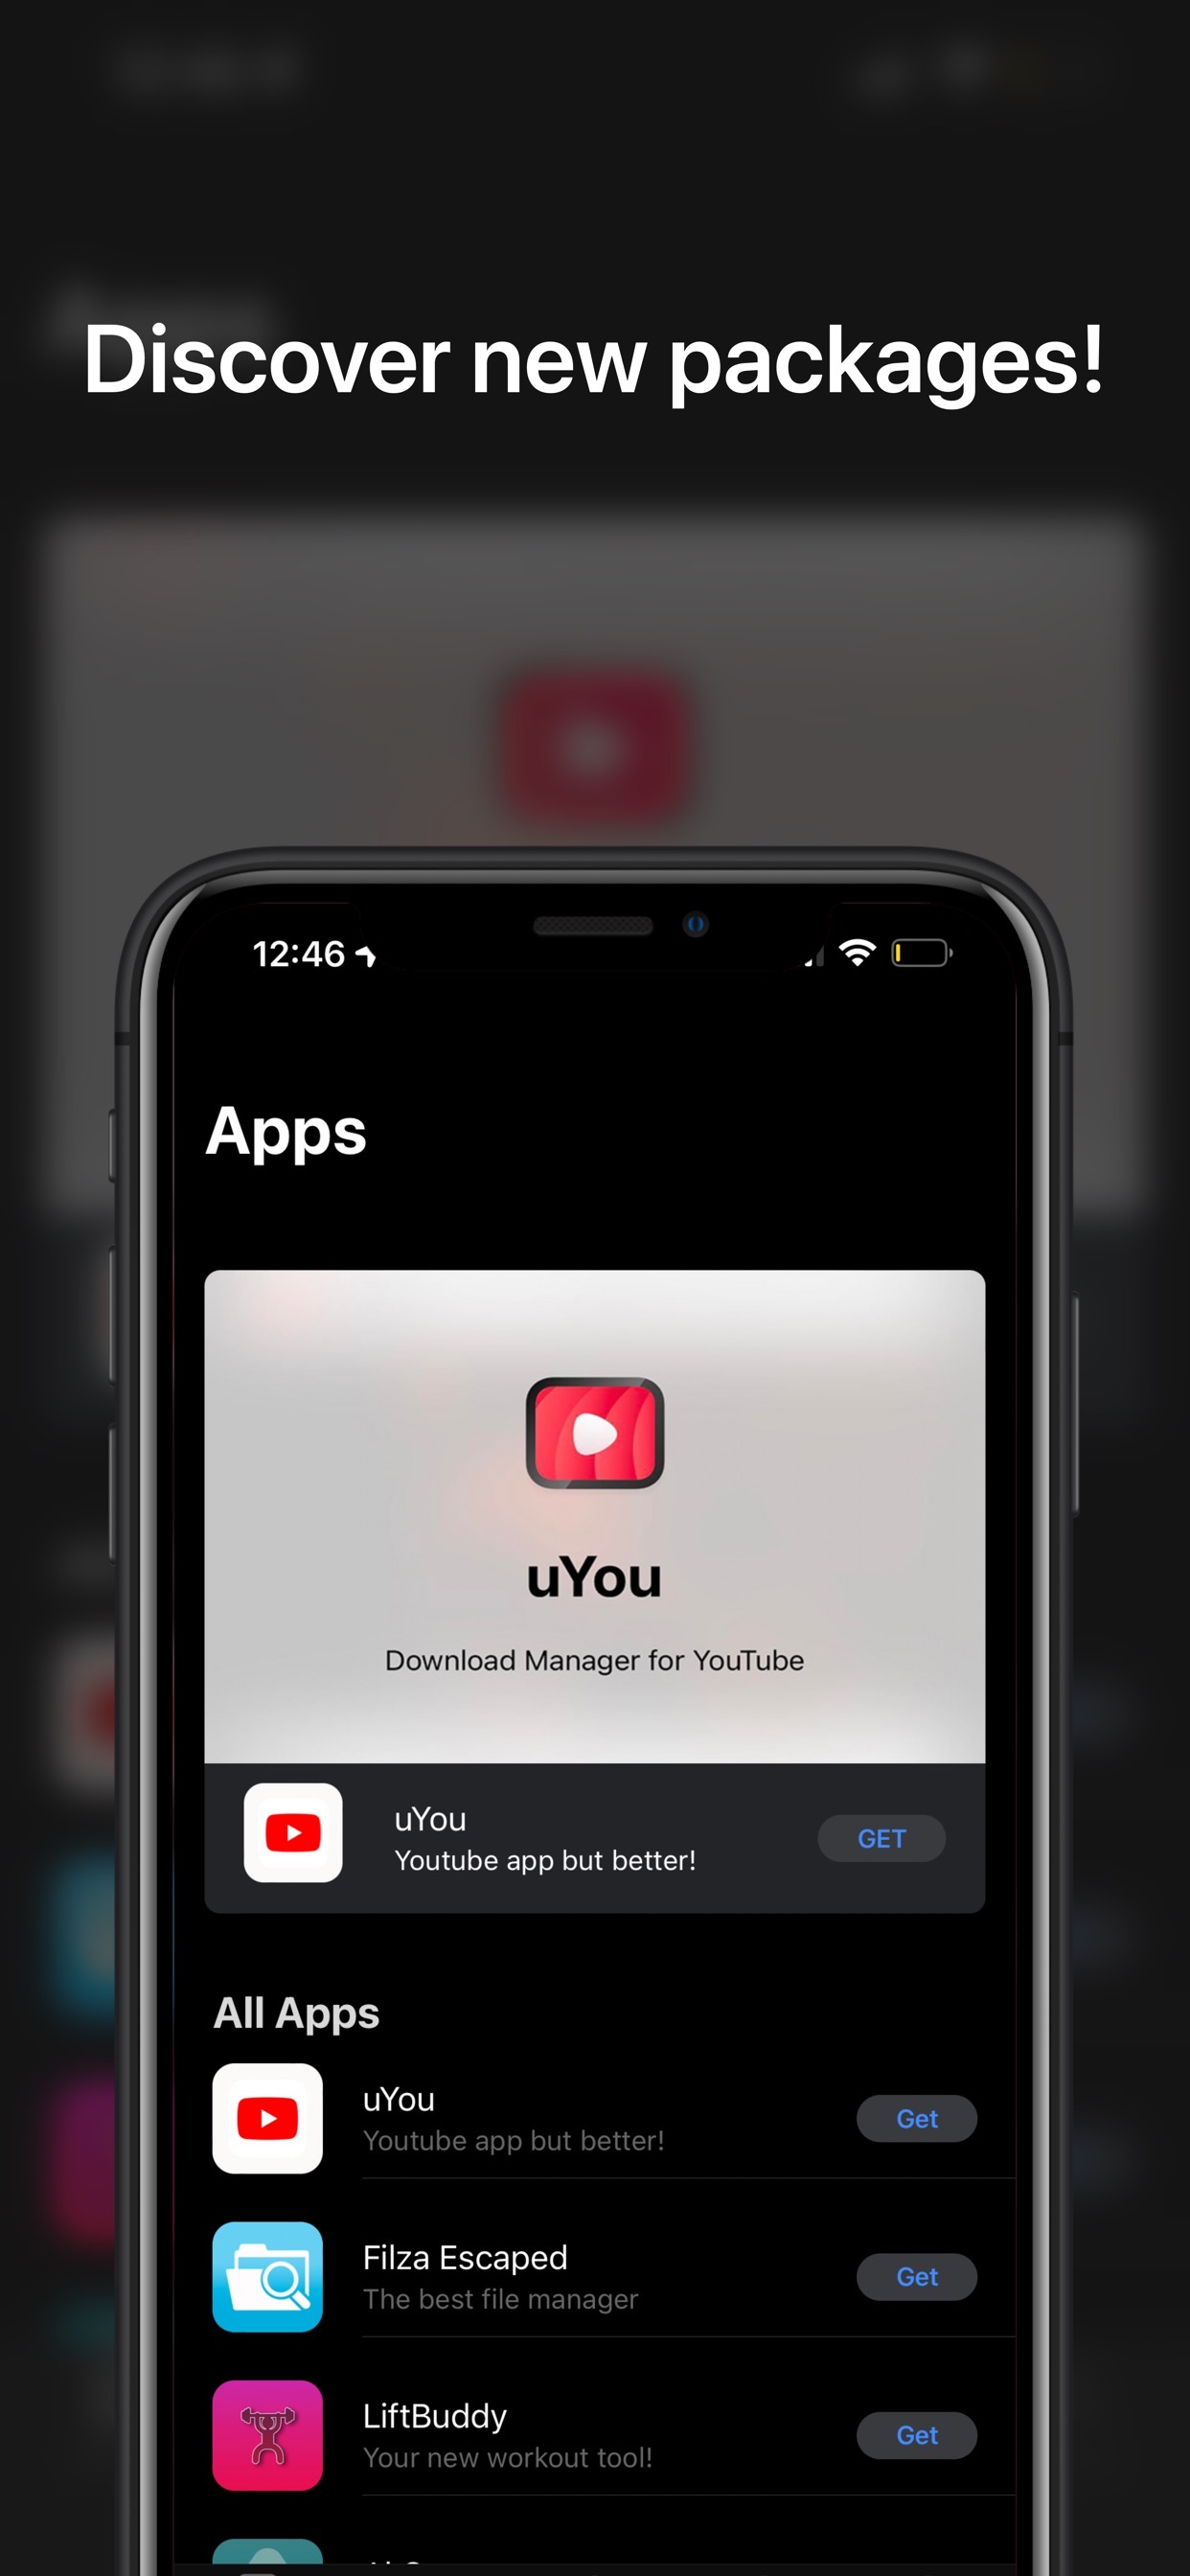 Discover new packages!
12:46
Apps
uYou
Download Manager for YouTube
uYou
Youtube app but better!
GET
All Apps
uYou
Youtube app but better!
Get
Filza Escaped
The best file manager
Get
LiftBuddy
Your new workout tool!
Get